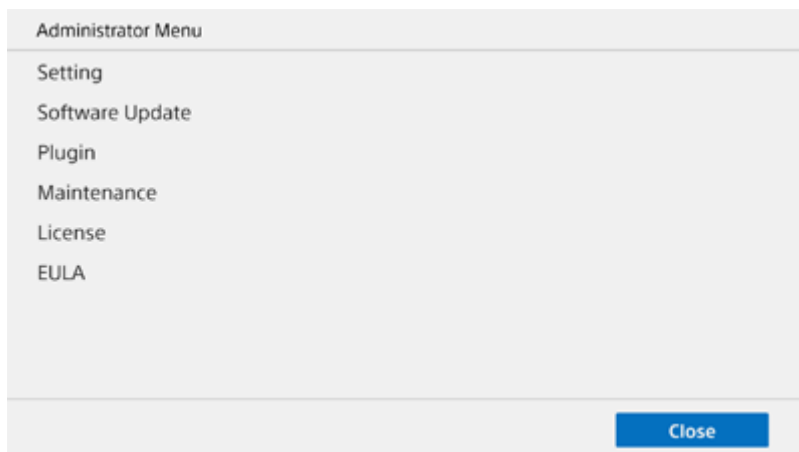 Administrator Menu
Setting
Software Update
Plugin
Maintenance
License
EULA
Close